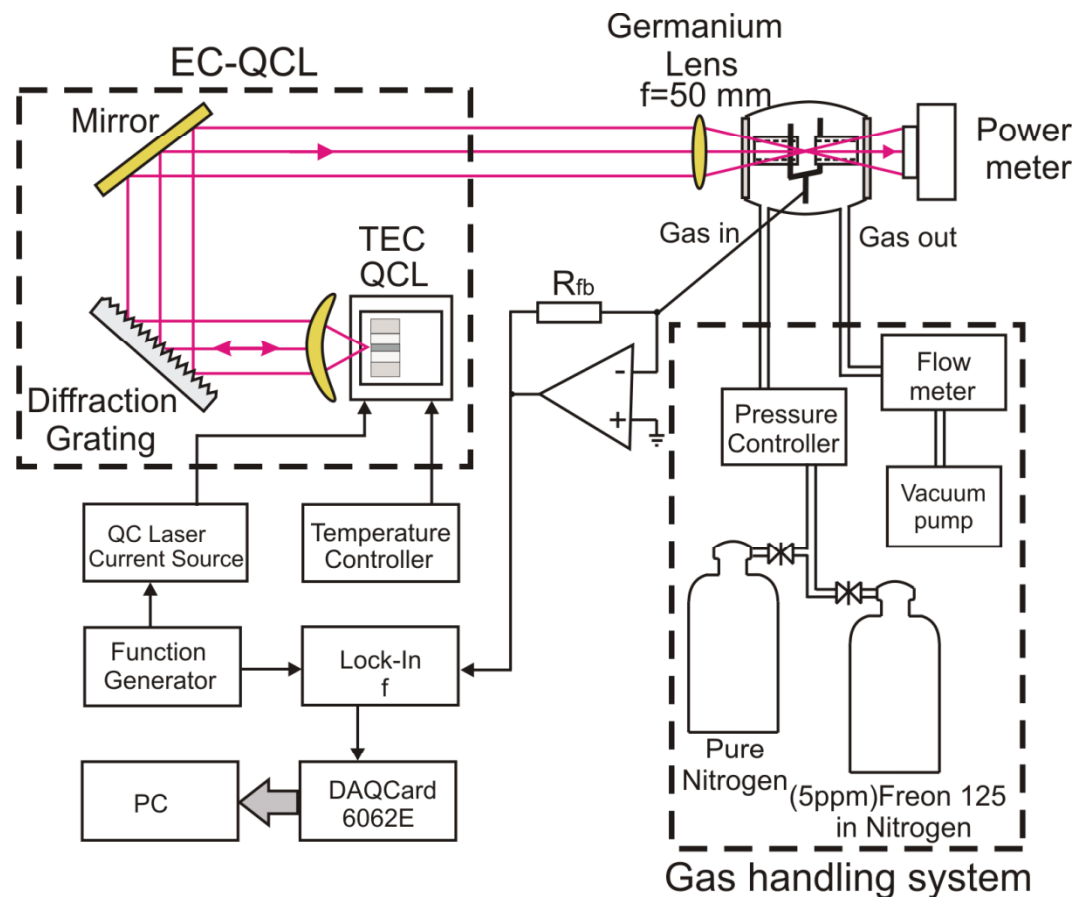 EC-QCL
Mirror
TEC
QCL
Diffraction
Grating
Germanium
Lens
f=50 mm
Power
meter
Gas in
Gas out
Rfb
-
+
QC Laser
Current Source
Temperature
Controller
Function
Generator
Lock-In
f
PC
DAQCard
6062E
Pressure
Controller
Flow
meter
Vacuum
pump
Pure
Nitrogen
(5ppm)Freon 125
in Nitrogen
Gas handling system